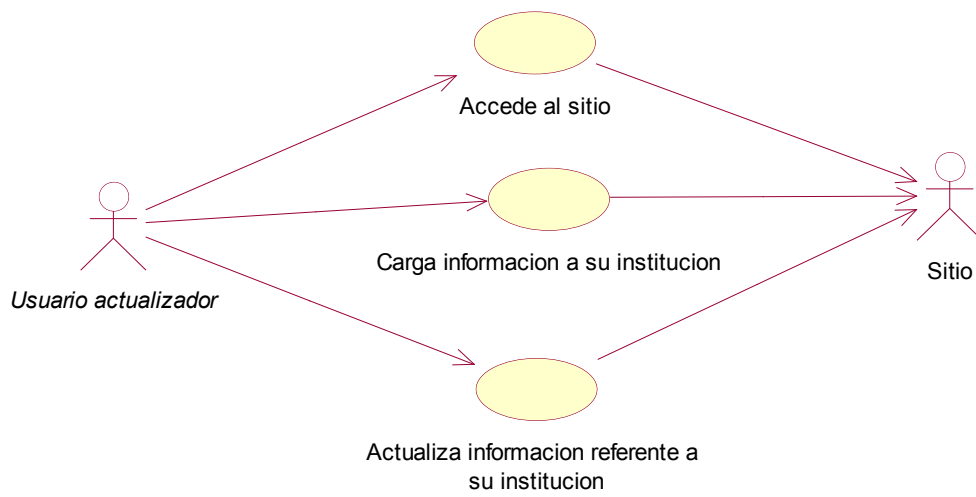 Accede al sitio
Carga informacion a su institucion
Sitio
Usuario actualizador
Actualiza informacion referente a
su institucion